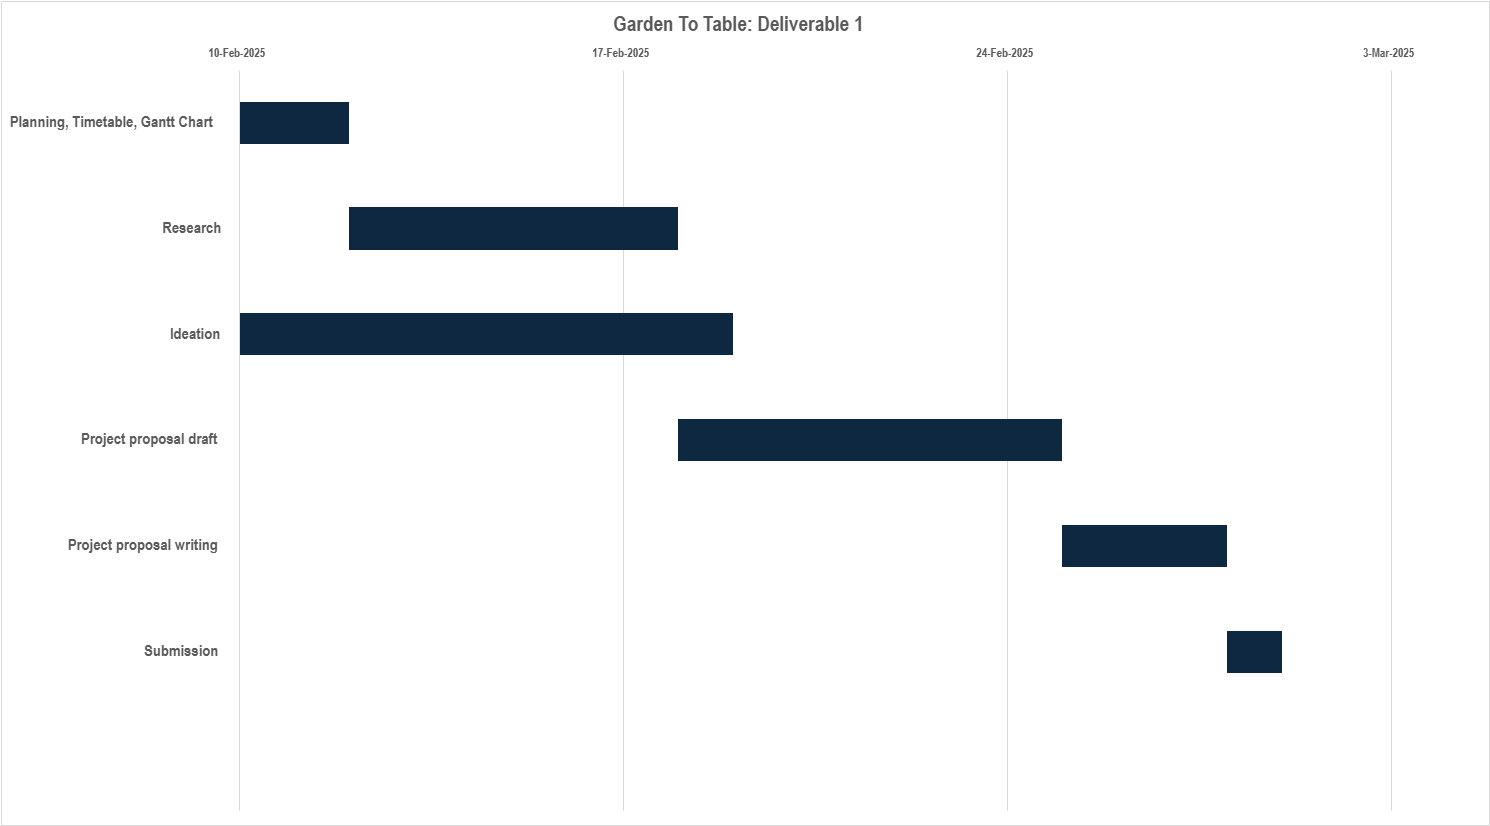 Garden To Table: Deliverable 1
10-Feb-2025
17-Feb-2025
24-Feb-2025
3-Mar-2025
Planning, Timetable, Gantt Chart
Research
Ideation
Project proposal draft
Project proposal writing
Submission